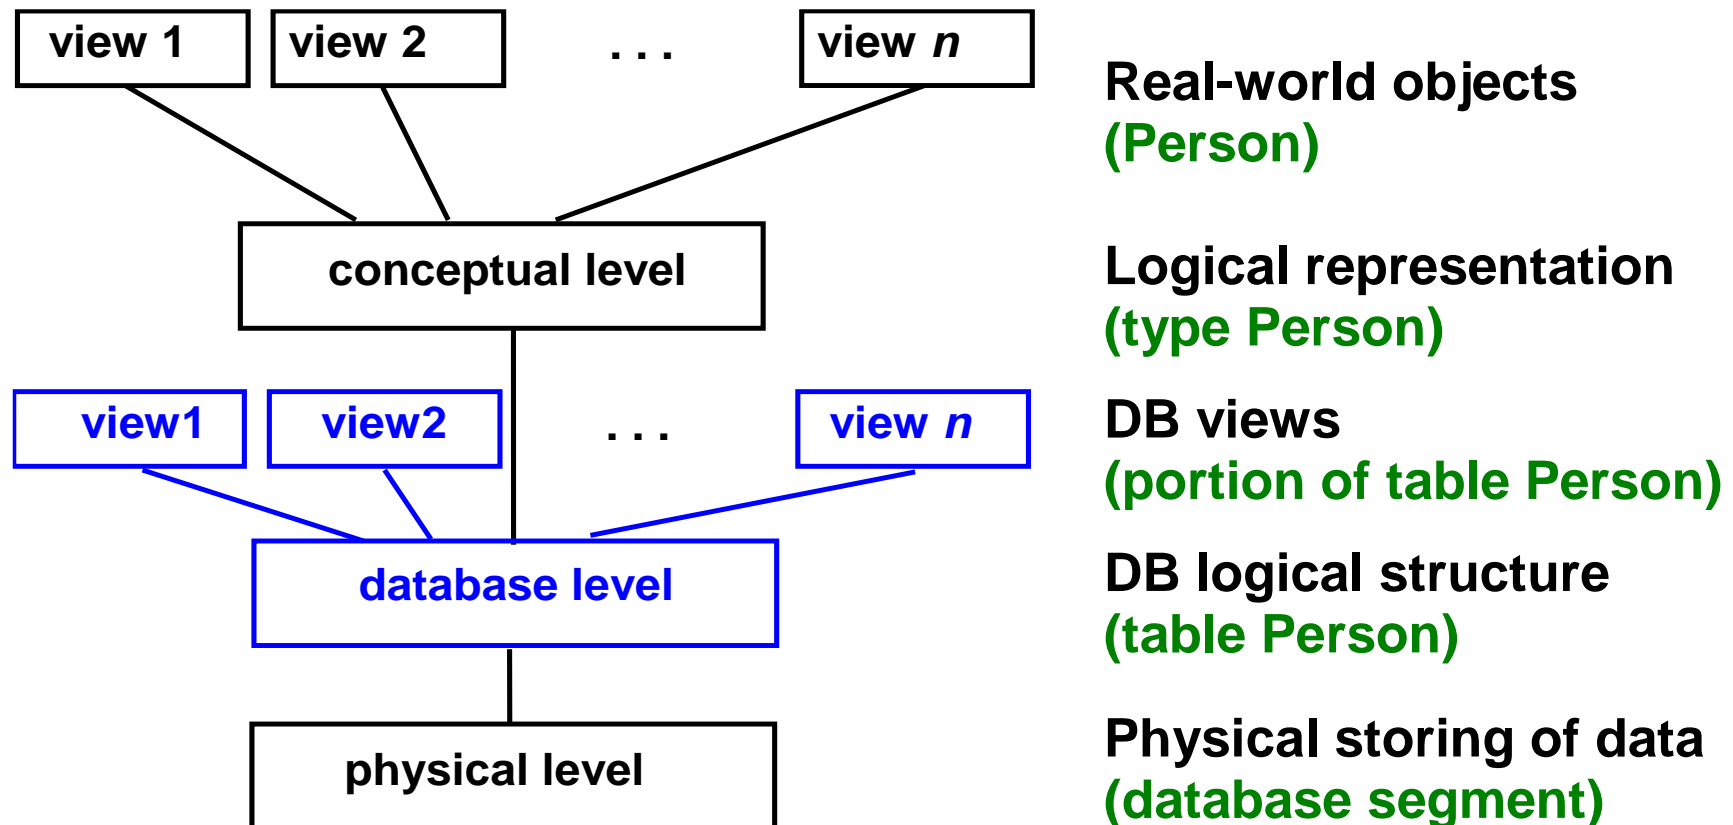 view 1 view 2 . . . view n
Real-world objects
(Person)
conceptual level
Logical representation
(type Person)
view1 view2 . . . view n
DB views
(portion of table Person)
database level
DB logical structure
(table Person)
physical level
Physical storing of data
(database segment)